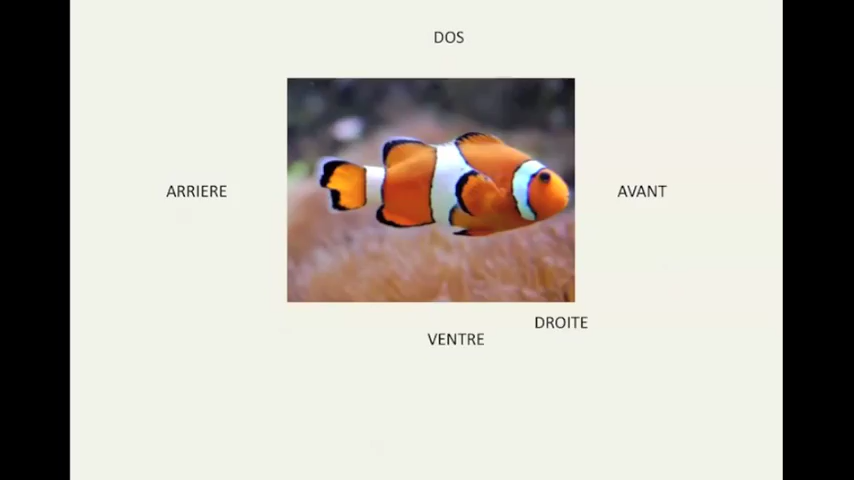 DOS
ARRIERE
AVANT
DROITE
VENTRE